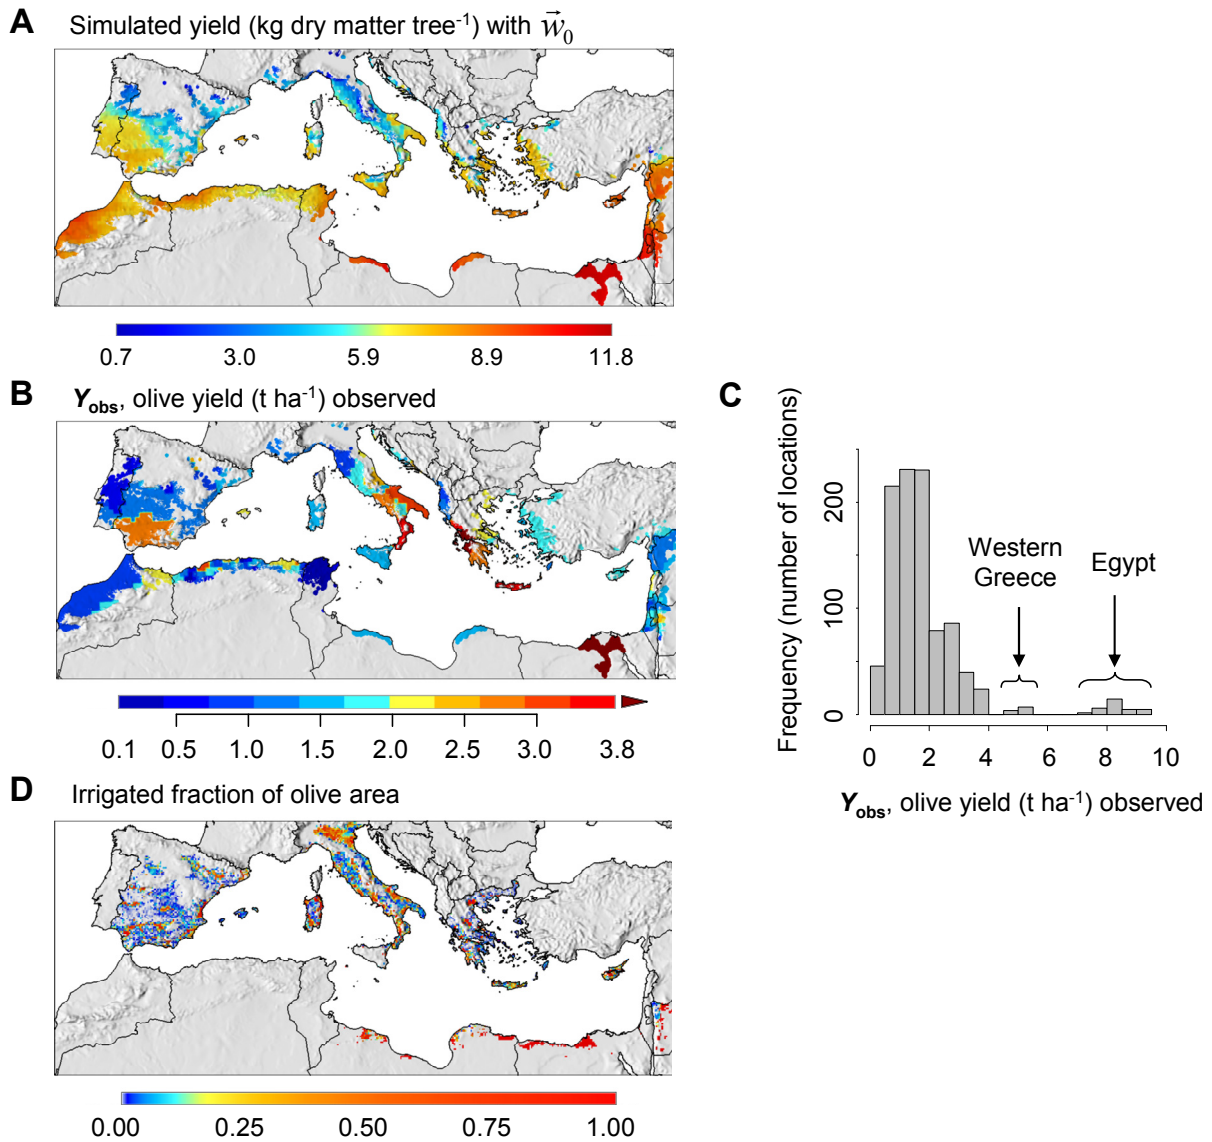 A Simulated yield (kg dry matter tree⁻¹) with w⃗₀
0.7 3.0 5.9 8.9 11.8
B Yobs, olive yield (t ha⁻¹) observed
0.1 0.5 1.0 1.5 2.0 2.5 3.0 3.8
C
Frequency (number of locations)
200
100
0
Western
Greece
Egypt
0 2 4 6 8 10
Yobs, olive yield (t ha⁻¹) observed
D Irrigated fraction of olive area
0.00 0.25 0.50 0.75 1.00